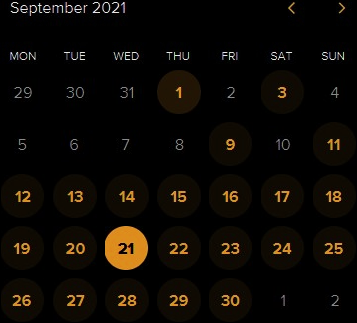 September 2021
MON TUE WED THU FRI SAT SUN
29 30 31 1 2 3 4
5 6 7 8 9 10 11
12 13 14 15 16 17 18
19 20 21 22 23 24 25
26 27 28 29 30 1 2